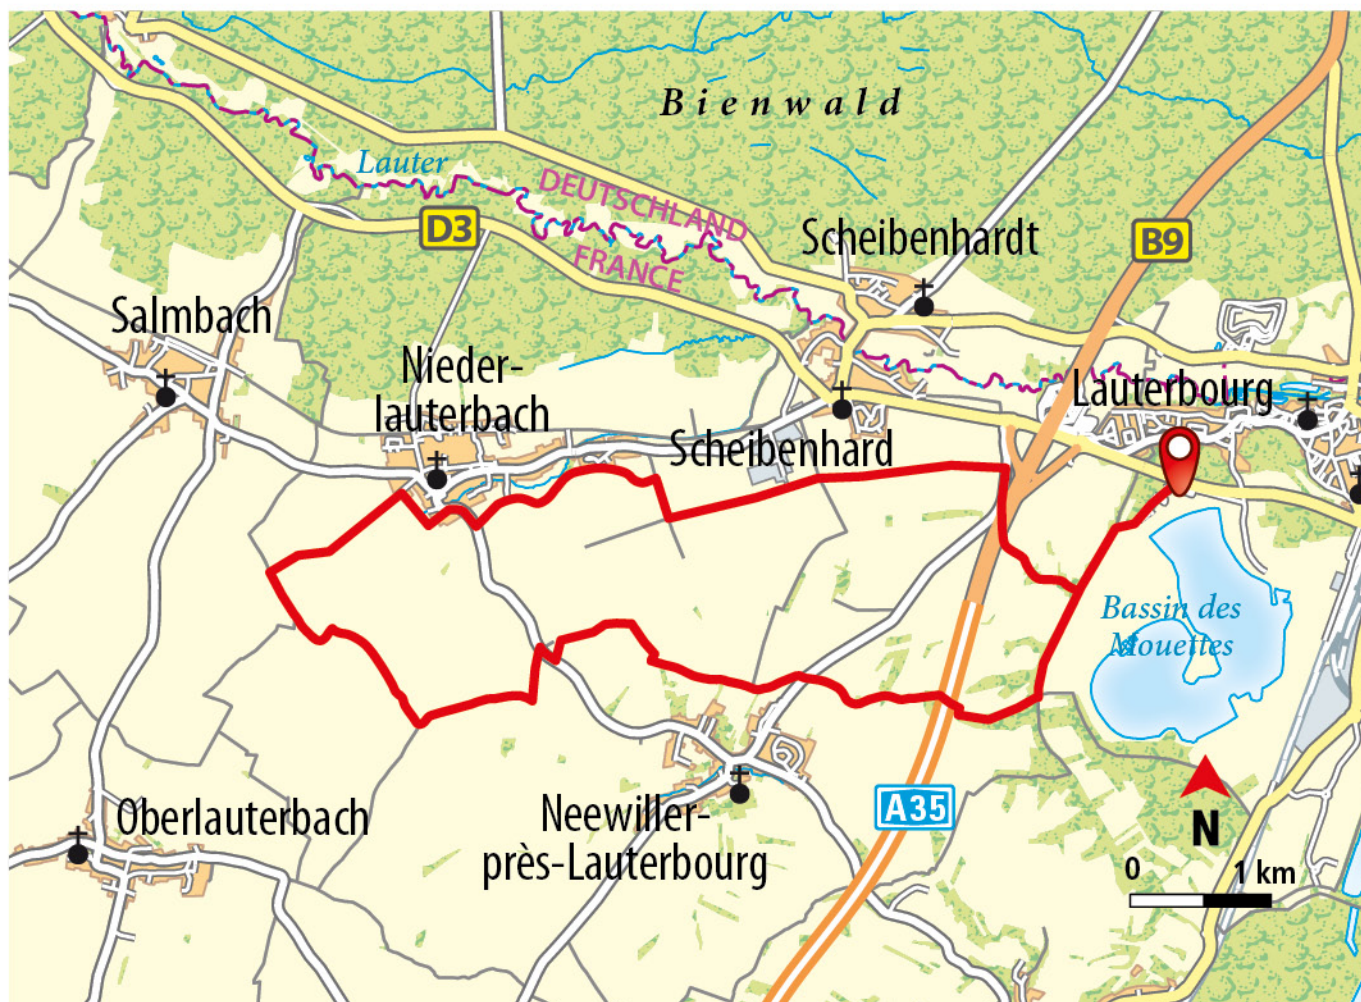 Bienwald
Lauter
DEUTSCHLAND
D3
FRANCE
Scheibenhardt
B9
Salmbach
Nieder-
lauterbach
Lauterbourg
Scheibenhard
Bassin des
Mouettes
A35
N
Oberlauterbach
Neewiller-
près-Lauterbourg
0 1 km